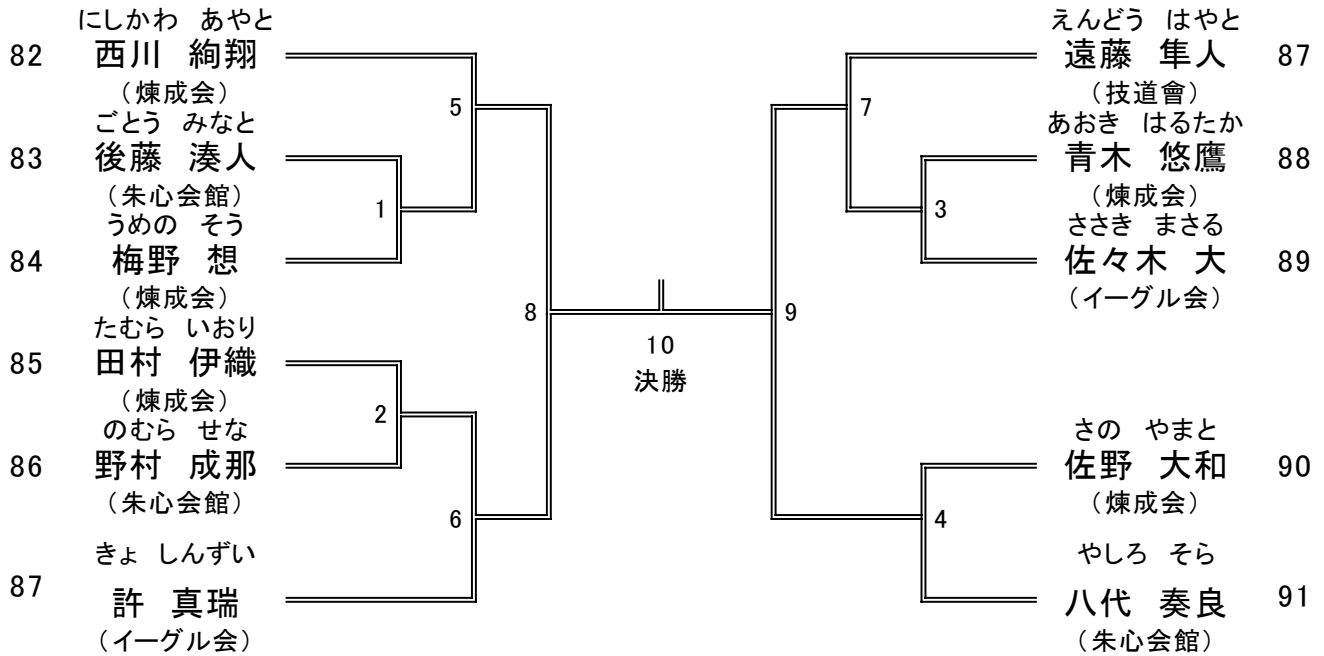 にしかわ あやと
82 西川 絢翔
（煉成会）
ごとう みなと
83 後藤 湊人
（朱心会館）
うめの そう
84 梅野 想
（煉成会）
たむら いおり
85 田村 伊織
（煉成会）
のむら せな
86 野村 成那
（朱心会館）
きょ しんずい
87 許 真瑞
（イーグル会）
5
1
2
6
8
10
決勝
9
7
3
4
えんどう はやと
遠藤 隼人 87
（技道會）
あおき はるたか
青木 悠鷹 88
（煉成会）
ささき まさる
佐々木 大 89
（イーグル会）
さの やまと
佐野 大和 90
（煉成会）
やしろ そら
八代 奏良 91
（朱心会館）